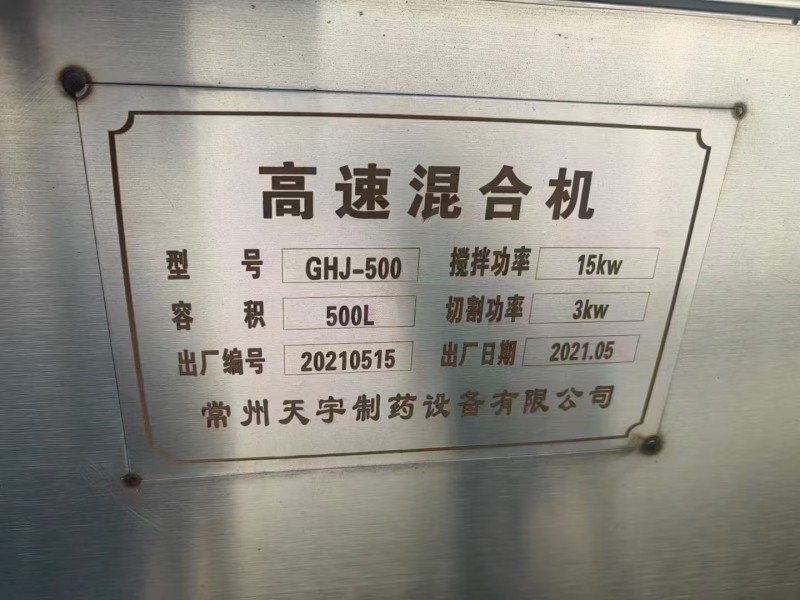 高速混合机
型 号 GHJ-500 搅拌功率 15kw
容 积 500L 切割功率 3kw
出厂编号 20210515 出厂日期 2021.05
常州天宇制药设备有限公司